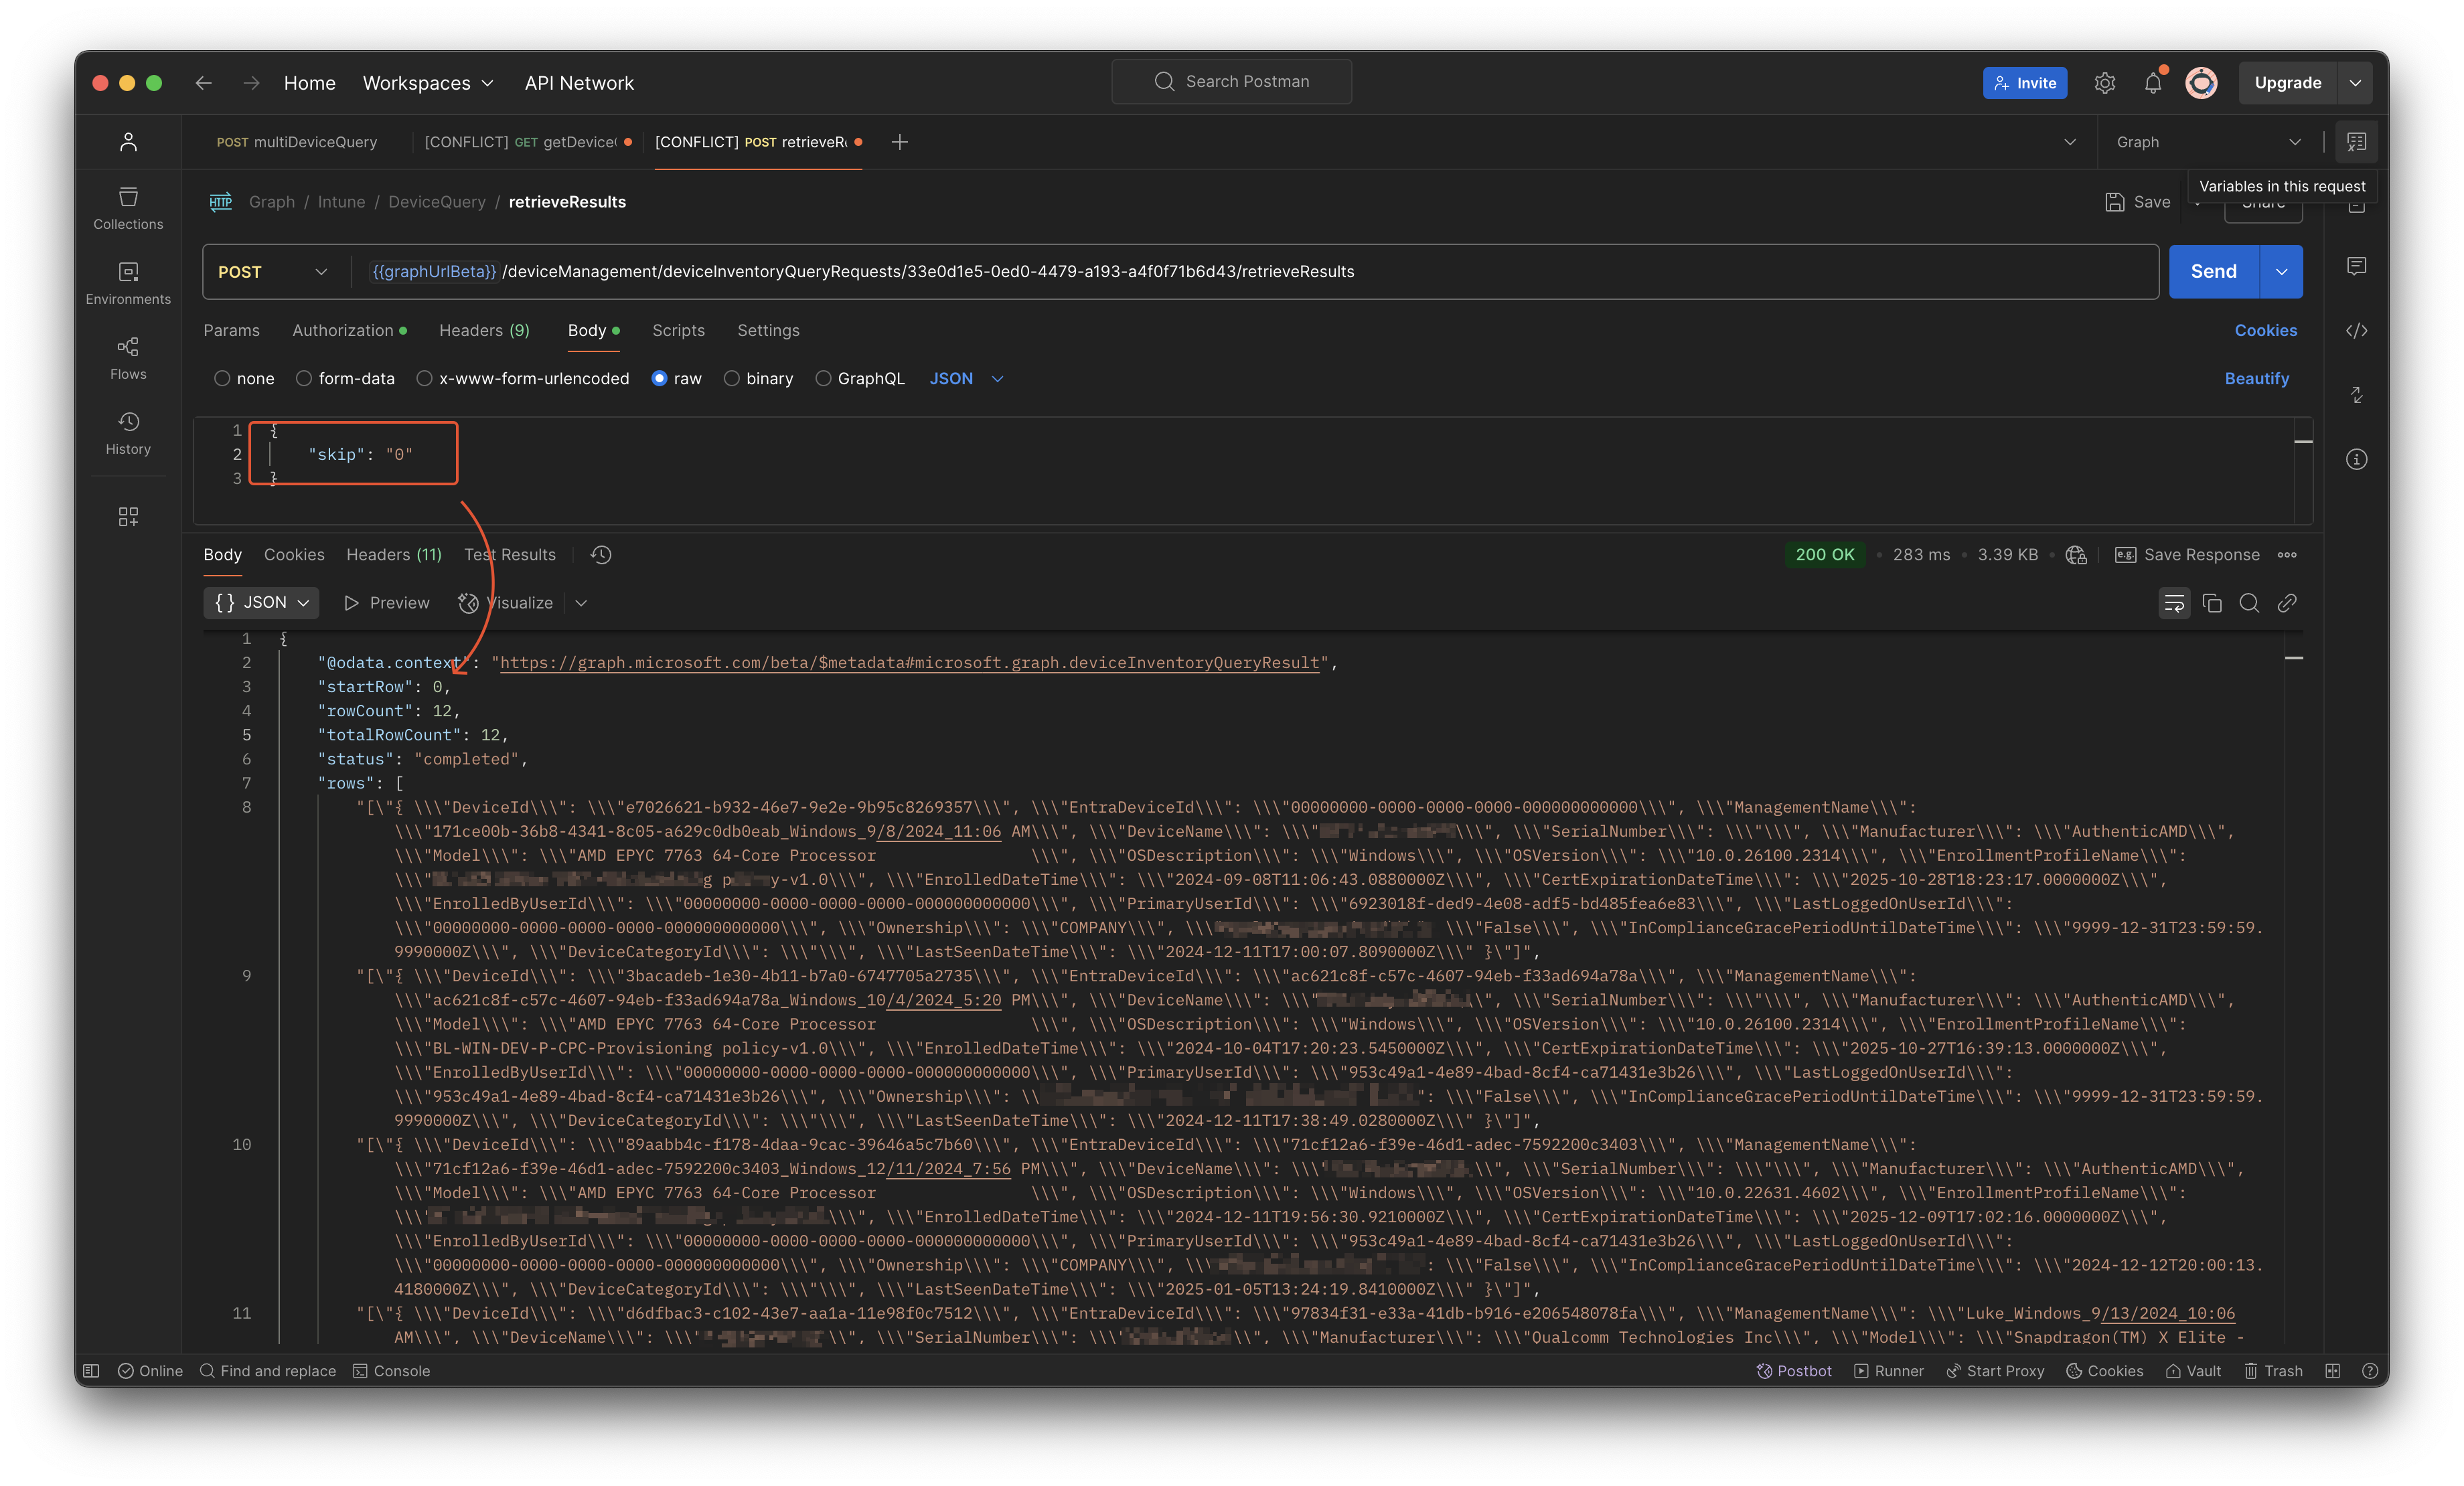 Home Workspaces API Network Search Postman Invite Upgrade
POST multiDeviceQuery [CONFLICT] GET getDevice [CONFLICT] POST retrieveR Graph
Variables in this request
HTTP Graph / Intune / DeviceQuery / retrieveResults Save Share
POST {{graphUrlBeta}} /deviceManagement/deviceInventoryQueryRequests/33e0d1e5-0ed0-4479-a193-a4f0f71b6d43/retrieveResults Send
Collections
Environments
Flows
History
Params Authorization Headers (9) Body Scripts Settings Cookies
none form-data x-www-form-urlencoded raw binary GraphQL JSON Beautify
1 {
2 "skip": "0"
3 }
Body Cookies Headers (11) Test Results 200 OK • 283 ms • 3.39 KB • e.g. Save Response
{} JSON Preview Visualize
1 {
2 "@odata.context": "https://graph.microsoft.com/beta/$metadata#microsoft.graph.deviceInventoryQueryResult",
3 "startRow": 0,
4 "rowCount": 12,
5 "totalRowCount": 12,
6 "status": "completed",
7 "rows": [
8 "[\"{ \\\"DeviceId\\\": \\\"e7026621-b932-46e7-9e2e-9b95c8269357\\\", \\\"EntraDeviceId\\\": \\\"00000000-0000-0000-0000-000000000000\\\", \\\"ManagementName\\\":
\\\"171ce00b-36b8-4341-8c05-a629c0db0eab_Windows_9/8/2024_11:06 AM\\\", \\\"DeviceName\\\": \\\" \\\", \\\"SerialNumber\\\": \\\"\\\", \\\"Manufacturer\\\": \\\"AuthenticAMD\\\",
\\\"Model\\\": \\\"AMD EPYC 7763 64-Core Processor \\\", \\\"OSDescription\\\": \\\"Windows\\\", \\\"OSVersion\\\": \\\"10.0.26100.2314\\\", \\\"EnrollmentProfileName\\\":
\\\" g p y-v1.0\\\", \\\"EnrolledDateTime\\\": \\\"2024-09-08T11:06:43.0880000Z\\\", \\\"CertExpirationDateTime\\\": \\\"2025-10-28T18:23:17.0000000Z\\\",
\\\"EnrolledByUserId\\\": \\\"00000000-0000-0000-0000-000000000000\\\", \\\"PrimaryUserId\\\": \\\"6923018f-ded9-4e08-adf5-bd485fea6e83\\\", \\\"LastLoggedOnUserId\\\":
\\\"00000000-0000-0000-0000-000000000000\\\", \\\"Ownership\\\": \\\"COMPANY\\\", \\\ \\\"False\\\", \\\"InComplianceGracePeriodUntilDateTime\\\": \\\"9999-12-31T23:59:59.
9990000Z\\\", \\\"DeviceCategoryId\\\": \\\"\\\", \\\"LastSeenDateTime\\\": \\\"2024-12-11T17:00:07.8090000Z\\\" }\"]",
9 "[\"{ \\\"DeviceId\\\": \\\"3bacadeb-1e30-4b11-b7a0-6747705a2735\\\", \\\"EntraDeviceId\\\": \\\"ac621c8f-c57c-4607-94eb-f33ad694a78a\\\", \\\"ManagementName\\\":
\\\"ac621c8f-c57c-4607-94eb-f33ad694a78a_Windows_10/4/2024_5:20 PM\\\", \\\"DeviceName\\\": \\\" \\", \\\"SerialNumber\\\": \\\"\\\", \\\"Manufacturer\\\": \\\"AuthenticAMD\\\",
\\\"Model\\\": \\\"AMD EPYC 7763 64-Core Processor \\\", \\\"OSDescription\\\": \\\"Windows\\\", \\\"OSVersion\\\": \\\"10.0.26100.2314\\\", \\\"EnrollmentProfileName\\\":
\\\"BL-WIN-DEV-P-CPC-Provisioning policy-v1.0\\\", \\\"EnrolledDateTime\\\": \\\"2024-10-04T17:20:23.5450000Z\\\", \\\"CertExpirationDateTime\\\": \\\"2025-10-27T16:39:13.0000000Z\\\",
\\\"EnrolledByUserId\\\": \\\"00000000-0000-0000-0000-000000000000\\\", \\\"PrimaryUserId\\\": \\\"953c49a1-4e89-4bad-8cf4-ca71431e3b26\\\", \\\"LastLoggedOnUserId\\\":
\\\"953c49a1-4e89-4bad-8cf4-ca71431e3b26\\\", \\\"Ownership\\\": \\ ": \\\"False\\\", \\\"InComplianceGracePeriodUntilDateTime\\\": \\\"9999-12-31T23:59:59.
9990000Z\\\", \\\"DeviceCategoryId\\\": \\\"\\\", \\\"LastSeenDateTime\\\": \\\"2024-12-11T17:38:49.0280000Z\\\" }\"]",
10 "[\"{ \\\"DeviceId\\\": \\\"89aabb4c-f178-4daa-9cac-39646a5c7b60\\\", \\\"EntraDeviceId\\\": \\\"71cf12a6-f39e-46d1-adec-7592200c3403\\\", \\\"ManagementName\\\":
\\\"71cf12a6-f39e-46d1-adec-7592200c3403_Windows_12/11/2024_7:56 PM\\\", \\\"DeviceName\\\": \\\ \\", \\\"SerialNumber\\\": \\\"\\\", \\\"Manufacturer\\\": \\\"AuthenticAMD\\\",
\\\"Model\\\": \\\"AMD EPYC 7763 64-Core Processor \\\", \\\"OSDescription\\\": \\\"Windows\\\", \\\"OSVersion\\\": \\\"10.0.22631.4602\\\", \\\"EnrollmentProfileName\\\":
\\\ \\\", \\\"EnrolledDateTime\\\": \\\"2024-12-11T19:56:30.9210000Z\\\", \\\"CertExpirationDateTime\\\": \\\"2025-12-09T17:02:16.0000000Z\\\",
\\\"EnrolledByUserId\\\": \\\"00000000-0000-0000-0000-000000000000\\\", \\\"PrimaryUserId\\\": \\\"953c49a1-4e89-4bad-8cf4-ca71431e3b26\\\", \\\"LastLoggedOnUserId\\\":
\\\"00000000-0000-0000-0000-000000000000\\\", \\\"Ownership\\\": \\\"COMPANY\\\", \\\ : \\\"False\\\", \\\"InComplianceGracePeriodUntilDateTime\\\": \\\"2024-12-12T20:00:13.
4180000Z\\\", \\\"DeviceCategoryId\\\": \\\"\\\", \\\"LastSeenDateTime\\\": \\\"2025-01-05T13:24:19.8410000Z\\\" }\"]",
11 "[\"{ \\\"DeviceId\\\": \\\"d6dfbac3-c102-43e7-aa1a-11e98f0c7512\\\", \\\"EntraDeviceId\\\": \\\"97834f31-e33a-41db-b916-e206548078fa\\\", \\\"ManagementName\\\": \\\"Luke_Windows_9/13/2024_10:06
AM\\\", \\\"DeviceName\\\": \\\ \\", \\\"SerialNumber\\\": \\\ \\", \\\"Manufacturer\\\": \\\"Qualcomm Technologies Inc\\\", \\\"Model\\\": \\\"Snapdragon(TM) X Elite -
Online Find and replace Console Postbot Runner Start Proxy Cookies Vault Trash